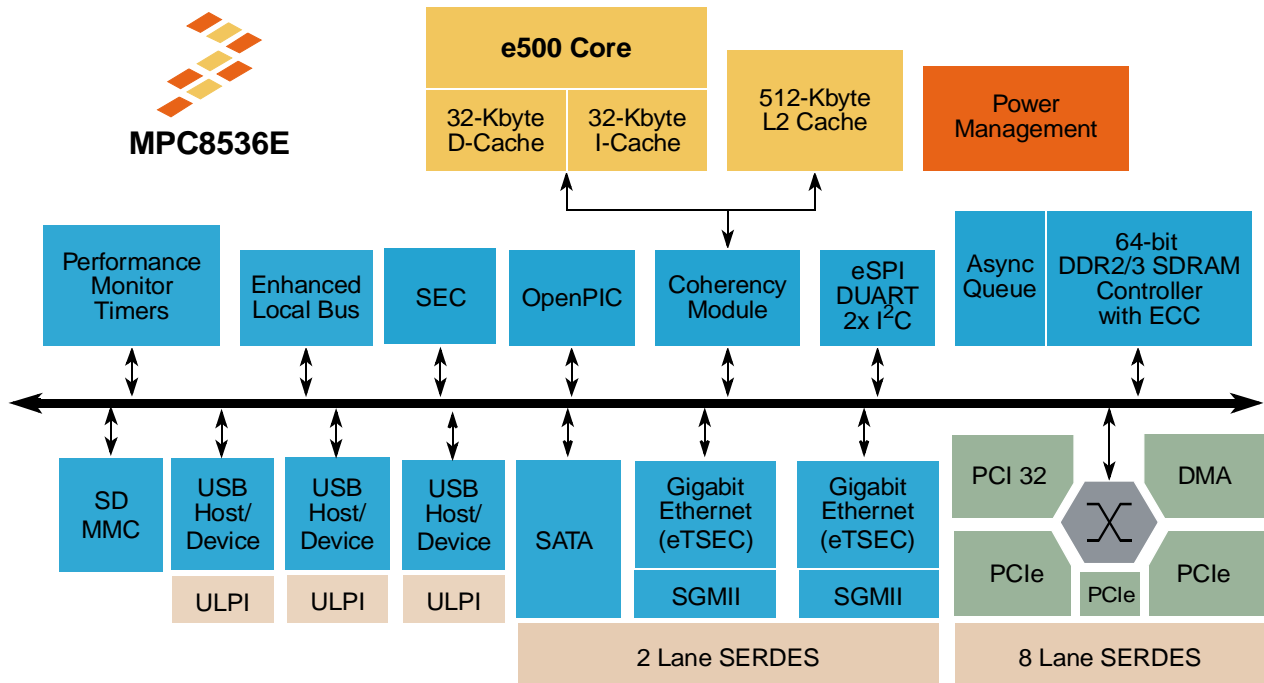 MPC8536E
e500 Core
32-Kbyte
D-Cache
32-Kbyte
I-Cache
512-Kbyte
L2 Cache
Power
Management
Performance
Monitor
Timers
Enhanced
Local Bus
SEC
OpenPIC
Coherency
Module
eSPI
DUART
2x I²C
Async
Queue
64-bit
DDR2/3 SDRAM
Controller
with ECC
SD
MMC
USB
Host/
Device
ULPI
USB
Host/
Device
ULPI
USB
Host/
Device
ULPI
SATA
Gigabit
Ethernet
(eTSEC)
SGMII
Gigabit
Ethernet
(eTSEC)
SGMII
2 Lane SERDES
PCI 32
DMA
PCIe
PCIe
PCIe
8 Lane SERDES